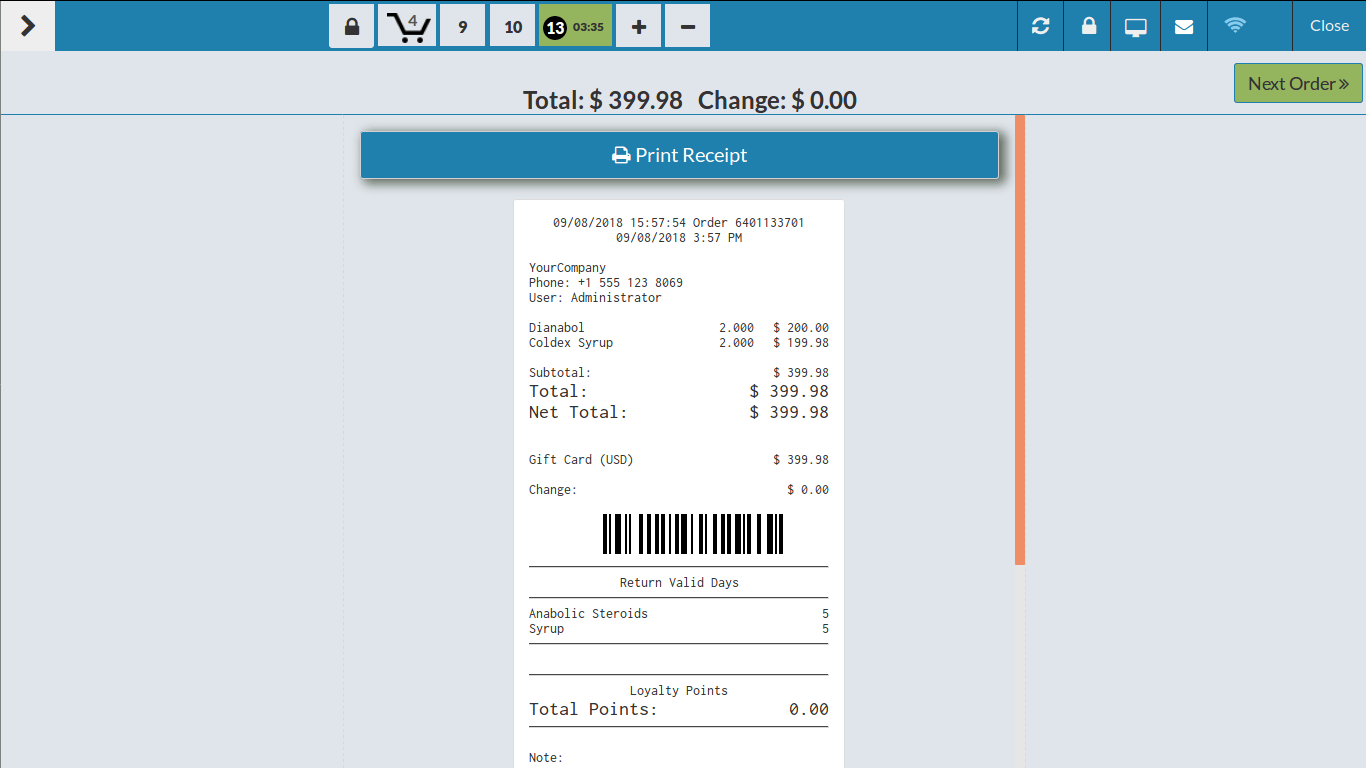 4
9
10
13 03:35
Close
Total: $ 399.98 Change: $ 0.00
Next Order
Print Receipt
09/08/2018 15:57:54 Order 6401133701
09/08/2018 3:57 PM
YourCompany
Phone: +1 555 123 8069
User: Administrator
Dianabol 2.000 $ 200.00
Coldex Syrup 2.000 $ 199.98
Subtotal: $ 399.98
Total: $ 399.98
Net Total: $ 399.98
Gift Card (USD) $ 399.98
Change: $ 0.00
Return Valid Days
Anabolic Steroids 5
Syrup 5
Loyalty Points
Total Points: 0.00
Note: